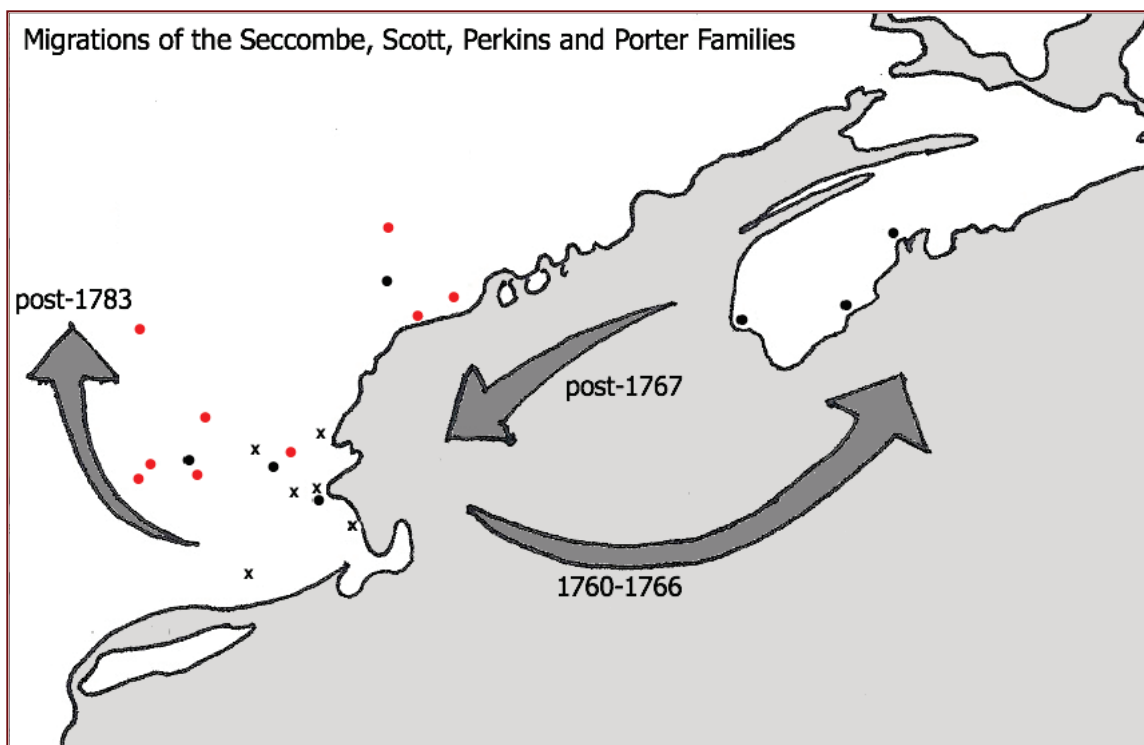 Migrations of the Seccombe, Scott, Perkins and Porter Families
post-1783
post-1767
1760-1766
x
x
x
x
x
x